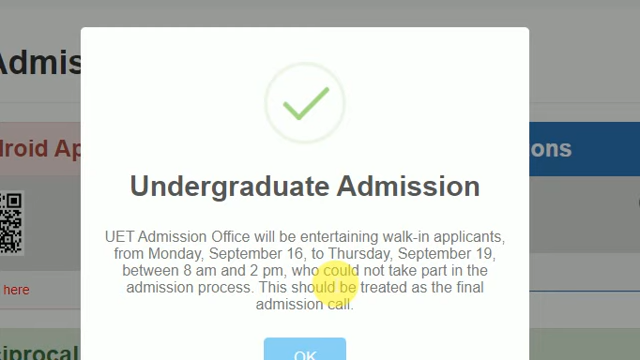 Admis
Android Ap
ons
here
Undergraduate Admission
UET Admission Office will be entertaining walk-in applicants,
from Monday, September 16, to Thursday, September 19,
between 8 am and 2 pm, who could not take part in the
admission process. This should be treated as the final
admission call.
ciprocal
OK